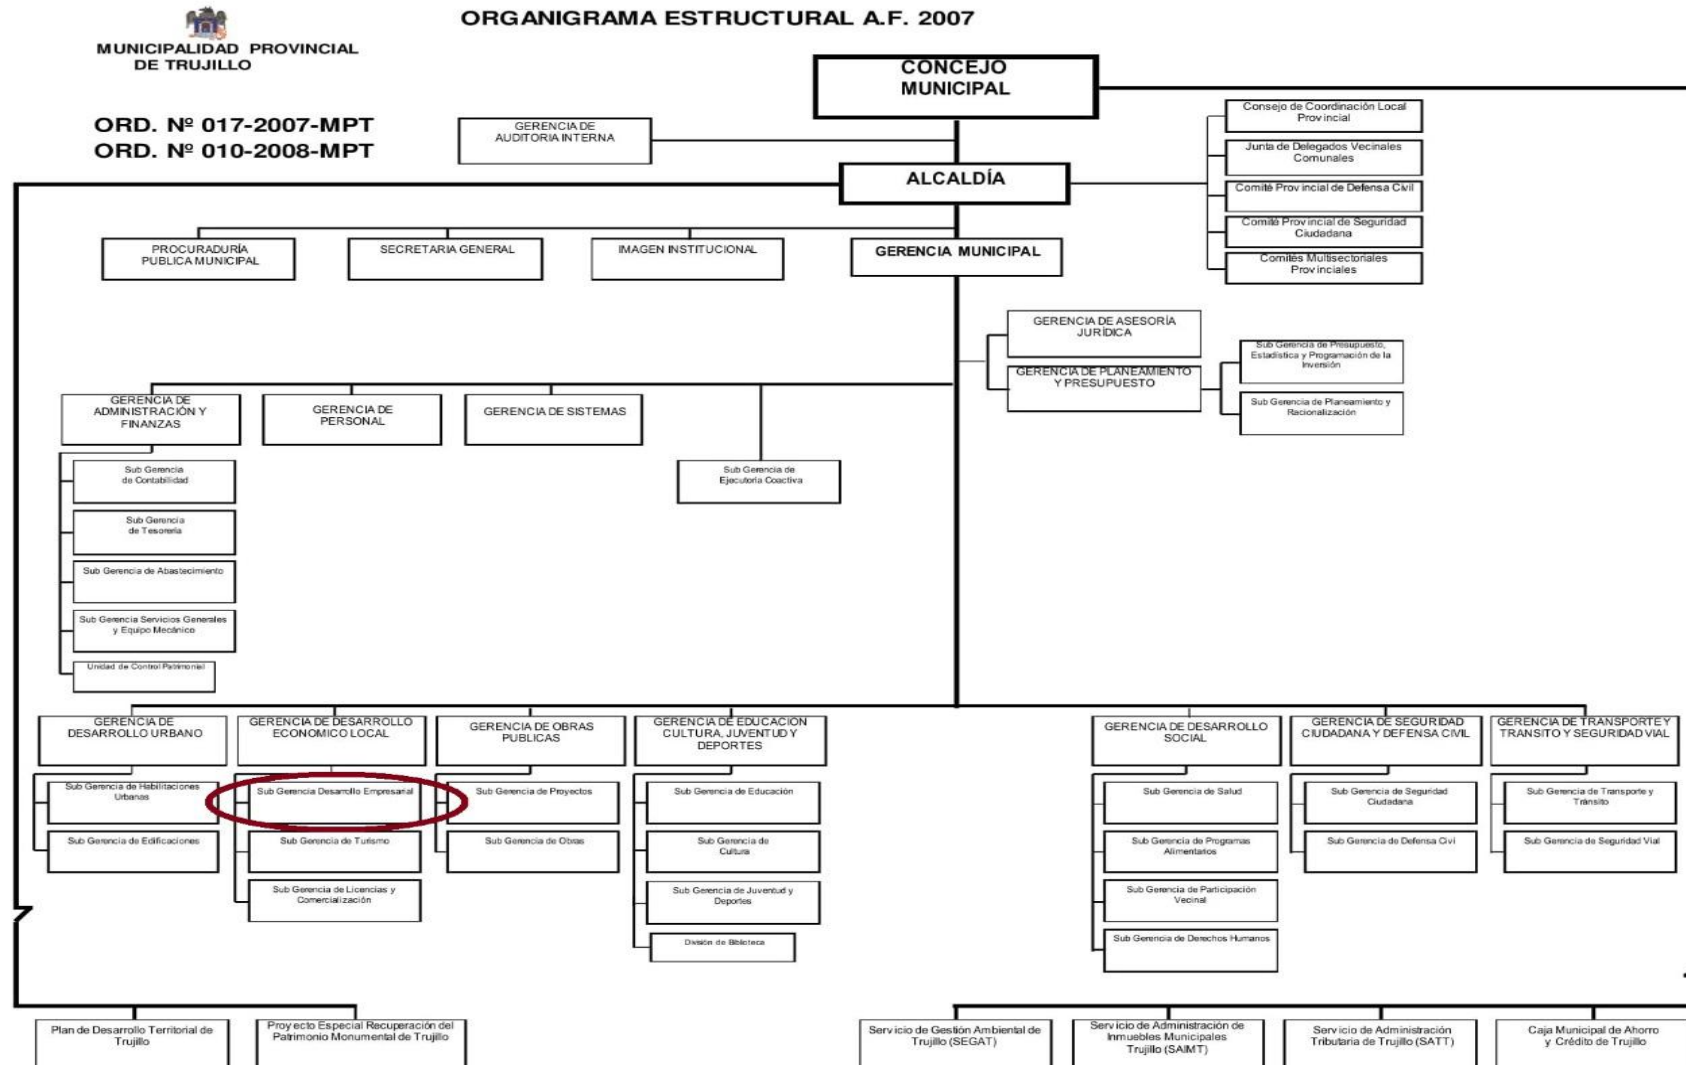 ORGANIGRAMA ESTRUCTURAL A.F. 2007
MUNICIPALIDAD PROVINCIAL
DE TRUJILLO
ORD. Nº 017-2007-MPT
ORD. Nº 010-2008-MPT
CONCEJO
MUNICIPAL
GERENCIA DE
AUDITORIA INTERNA
Consejo de Coordinación Local
Provincial
Junta de Delegados Vecinales
Comunales
Comité Provincial de Defensa Civil
Comité Provincial de Seguridad
Ciudadana
Comités Multisectoriales
Provinciales
ALCALDÍA
PROCURADURÍA
PUBLICA MUNICIPAL
SECRETARIA GENERAL
IMAGEN INSTITUCIONAL
GERENCIA MUNICIPAL
GERENCIA DE ASESORÍA
JURÍDICA
GERENCIA DE PLANEAMIENTO
Y PRESUPUESTO
Sub Gerencia de Presupuesto,
Estadística y Programación de la
Inversión
Sub Gerencia de Planeamiento y
Racionalización
GERENCIA DE
ADMINISTRACIÓN Y
FINANZAS
GERENCIA DE
PERSONAL
GERENCIA DE SISTEMAS
Sub Gerencia de
Ejecutoría Coactiva
Sub Gerencia
de Contabilidad
Sub Gerencia
de Tesorería
Sub Gerencia de Abastecimiento
Sub Gerencia Servicios Generales
y Equipo Mecánico
Unidad de Control Patrimonial
GERENCIA DE
DESARROLLO URBANO
Sub Gerencia de Habilitaciones
Urbanas
Sub Gerencia de Edificaciones
GERENCIA DE DESARROLLO
ECONOMICO LOCAL
Sub Gerencia Desarrollo Empresarial
Sub Gerencia de Turismo
Sub Gerencia de Licencias y
Comercialización
GERENCIA DE OBRAS
PUBLICAS
Sub Gerencia de Proyectos
Sub Gerencia de Obras
GERENCIA DE EDUCACION
CULTURA, JUVENTUD Y
DEPORTES
Sub Gerencia de Educación
Sub Gerencia de
Cultura
Sub Gerencia de Juventud y
Deportes
División de Biblioteca
GERENCIA DE DESARROLLO
SOCIAL
Sub Gerencia de Salud
Sub Gerencia de Programas
Alimentarios
Sub Gerencia de Participación
Vecinal
Sub Gerencia de Derechos Humanos
GERENCIA DE SEGURIDAD
CIUDADANA Y DEFENSA CIVIL
Sub Gerencia de Seguridad
Ciudadana
Sub Gerencia de Defensa Civi
GERENCIA DE TRANSPORTE Y
TRANSITO Y SEGURIDAD VIAL
Sub Gerencia de Transporte y
Tránsito
Sub Gerencia de Seguridad Vial
Plan de Desarrollo Territorial de
Trujillo
Proyecto Especial Recuperación del
Patrimonio Monumental de Trujillo
Servicio de Gestión Ambiental de
Trujillo (SEGAT)
Servicio de Administración de
Inmuebles Municipales
Trujillo (SAIMT)
Servicio de Administración
Tributaria de Trujillo (SATT)
Caja Municipal de Ahorro
y Crédito de Trujillo